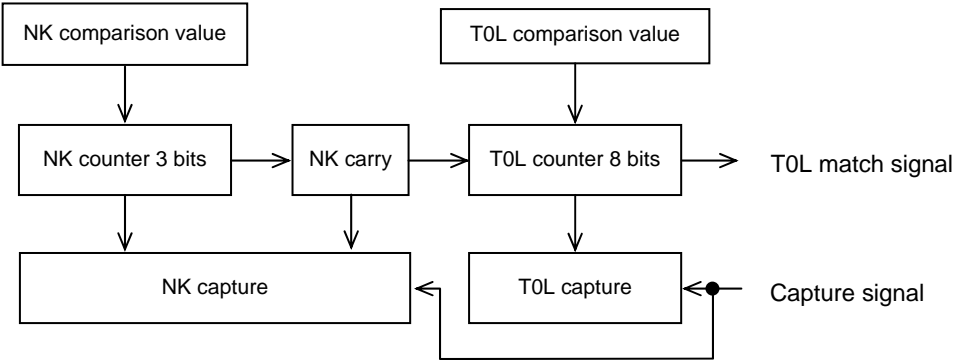 NK comparison value
T0L comparison value
NK counter 3 bits
NK carry
T0L counter 8 bits
T0L match signal
NK capture
T0L capture
Capture signal